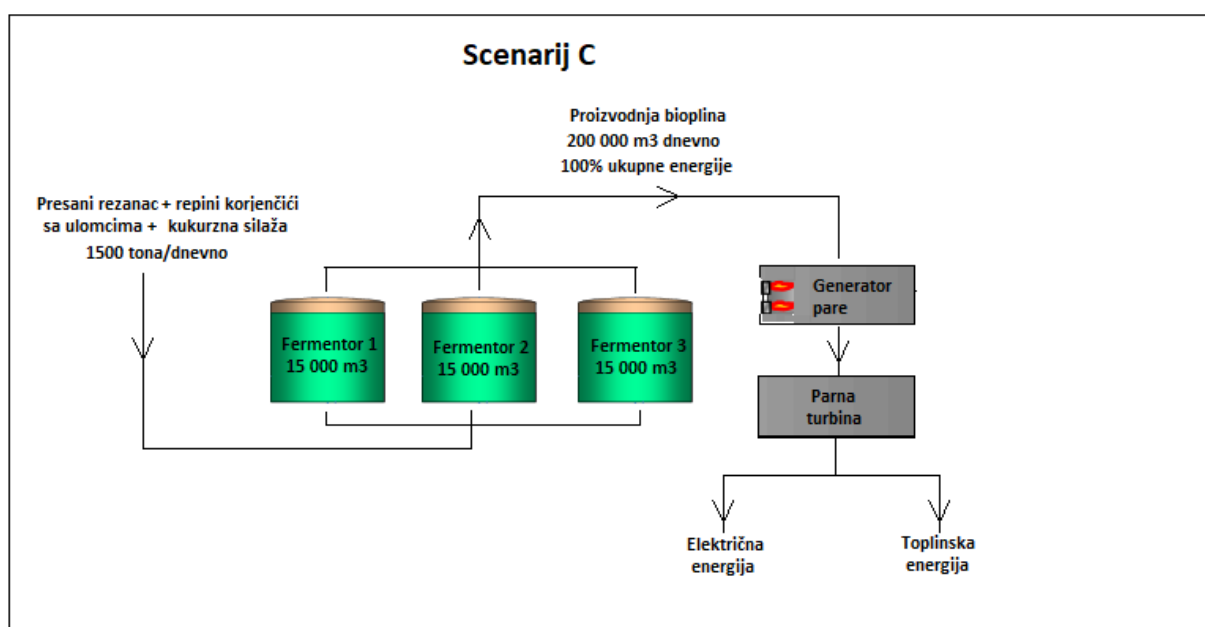 Scenarij C
Proizvodnja bioplina
200 000 m3 dnevno
100% ukupne energije
Presani rezanac + repini korjenčići
sa ulomcima + kukurzna silaža
1500 tona/dnevno
Fermentor 1
15 000 m3
Fermentor 2
15 000 m3
Fermentor 3
15 000 m3
Generator
pare
Parna
turbina
Električna
energija
Toplinska
energija